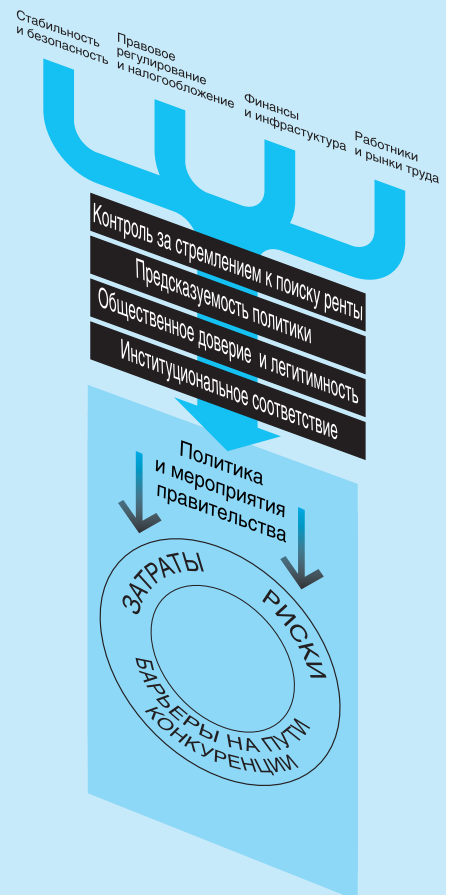 Стабильность
и безопасность
Правовое
регулирование
и налогообложение
Финансы
и инфрастуктура
Работники
и рынки труда
Контроль за стремлением к поиску ренты
Предсказуемость политики
Общественное доверие и легитимность
Институциональное соответствие
Политика
и мероприятия
правительства
ЗАТРАТЫ
РИСКИ
БАРЬЕРЫ НА ПУТИ
КОНКУРЕНЦИИ